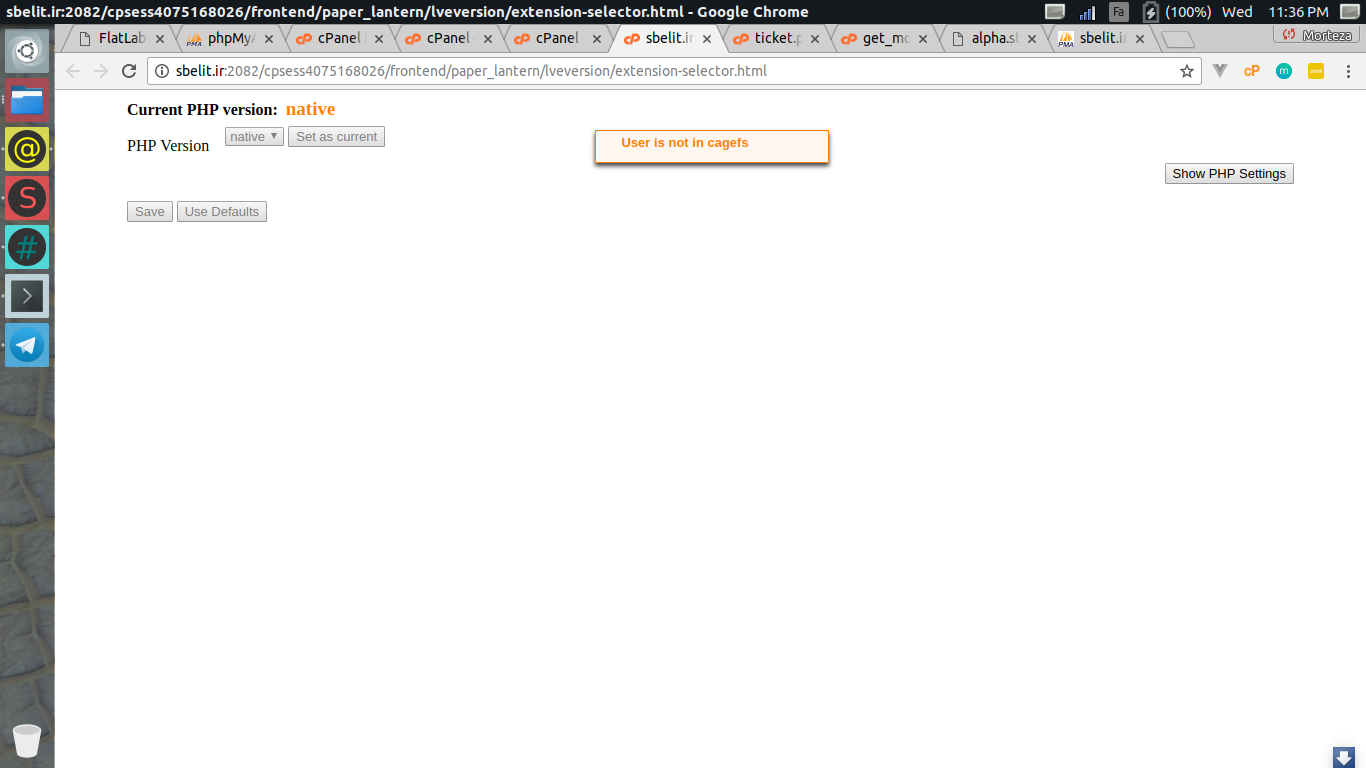 sbelit.ir:2082/cpsess4075168026/frontend/paper_lantern/lveversion/extension-selector.html - Google Chrome
Fa
(100%)
Wed
11:36 PM
FlatLab
phpMyA
cPanel
cPanel
cPanel
sbelit.ir
ticket.p
get_mo
alpha.sl
sbelit.ir
Morteza
sbelit.ir:2082/cpsess4075168026/frontend/paper_lantern/lveversion/extension-selector.html
Current PHP version: native
PHP Version
native
Set as current
User is not in cagefs
Show PHP Settings
Save
Use Defaults